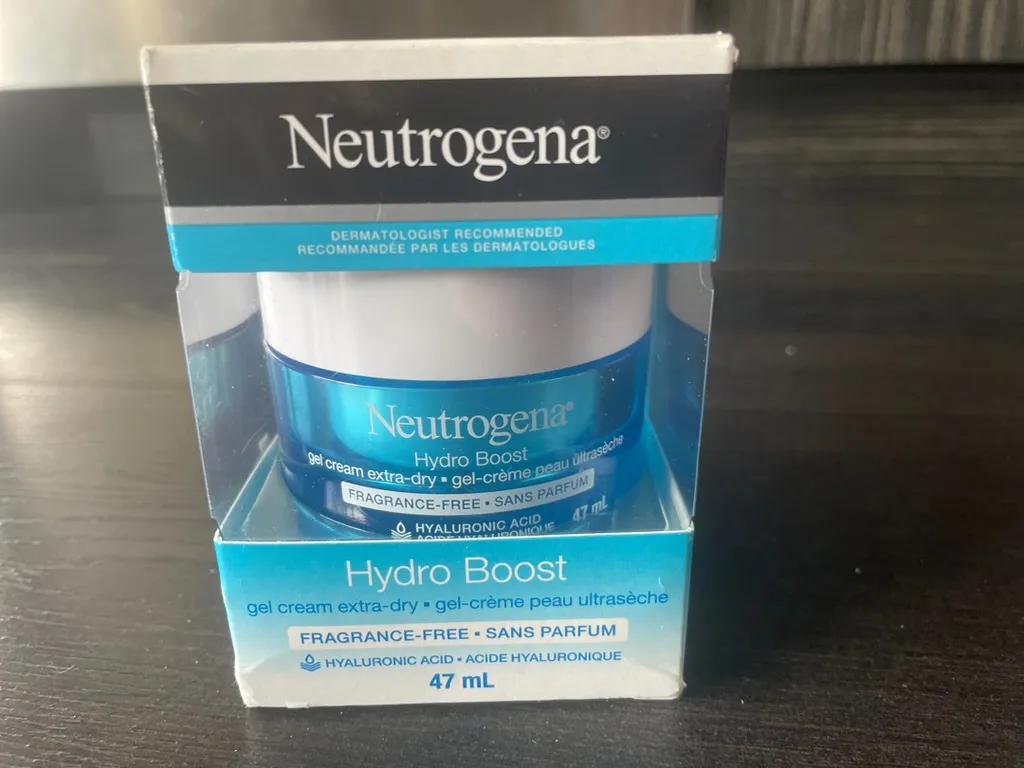 Neutrogena®
DERMATOLOGIST RECOMMENDED
RECOMMANDÉE PAR LES DERMATOLOGUES
Neutrogena®
Hydro Boost
gel cream extra-dry ▪ gel-crème peau ultrasèche
FRAGRANCE-FREE ▪ SANS PARFUM
47 mL
HYALURONIC ACID
ACIDE HYALURONIQUE
Hydro Boost
gel cream extra-dry ▪ gel-crème peau ultrasèche
FRAGRANCE-FREE ▪ SANS PARFUM
HYALURONIC ACID ▪ ACIDE HYALURONIQUE
47 mL